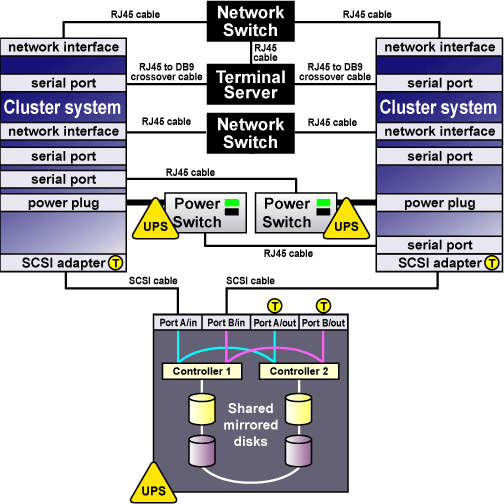 RJ45 cable
Network
Switch
RJ45 cable
network interface
RJ45
cable
network interface
RJ45 to DB9
crossover cable
Terminal
Server
RJ45 to DB9
crossover cable
serial port
serial port
Cluster system
Cluster system
network interface
RJ45 cable
Network
Switch
RJ45 cable
network interface
serial port
serial port
RJ45 cable
serial port
power plug
UPS
Power
Switch
Power
Switch
UPS
power plug
serial port
RJ45 cable
SCSI adapter T
SCSI adapter T
SCSI cable
SCSI cable
T
T
Port A/in
Port B/in
Port A/out
Port B/out
Controller 1
Controller 2
Shared
mirrored
disks
UPS